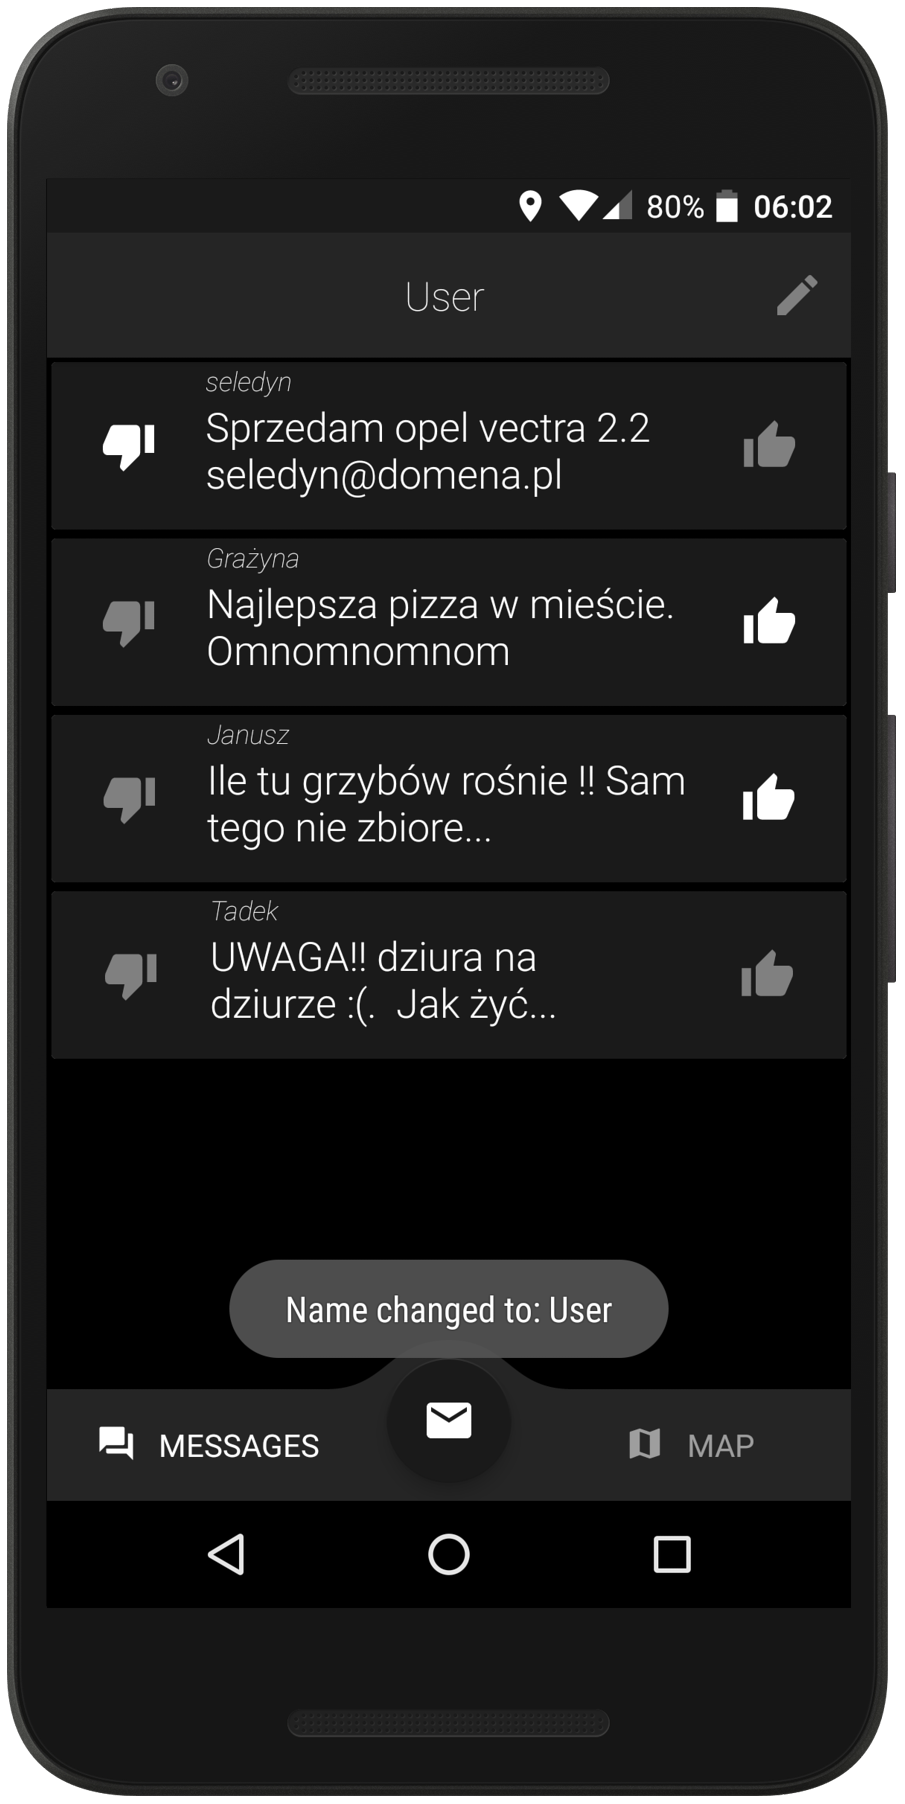 80% 06:02
User
seledyn
Sprzedam opel vectra 2.2
seledyn@domena.pl
Grażyna
Najlepsza pizza w mieście.
Omnomnomnom
Janusz
Ile tu grzybów rośnie !! Sam
tego nie zbiore...
Tadek
UWAGA!! dziura na
dziurze :(.  Jak żyć...
Name changed to: User
MESSAGES
MAP